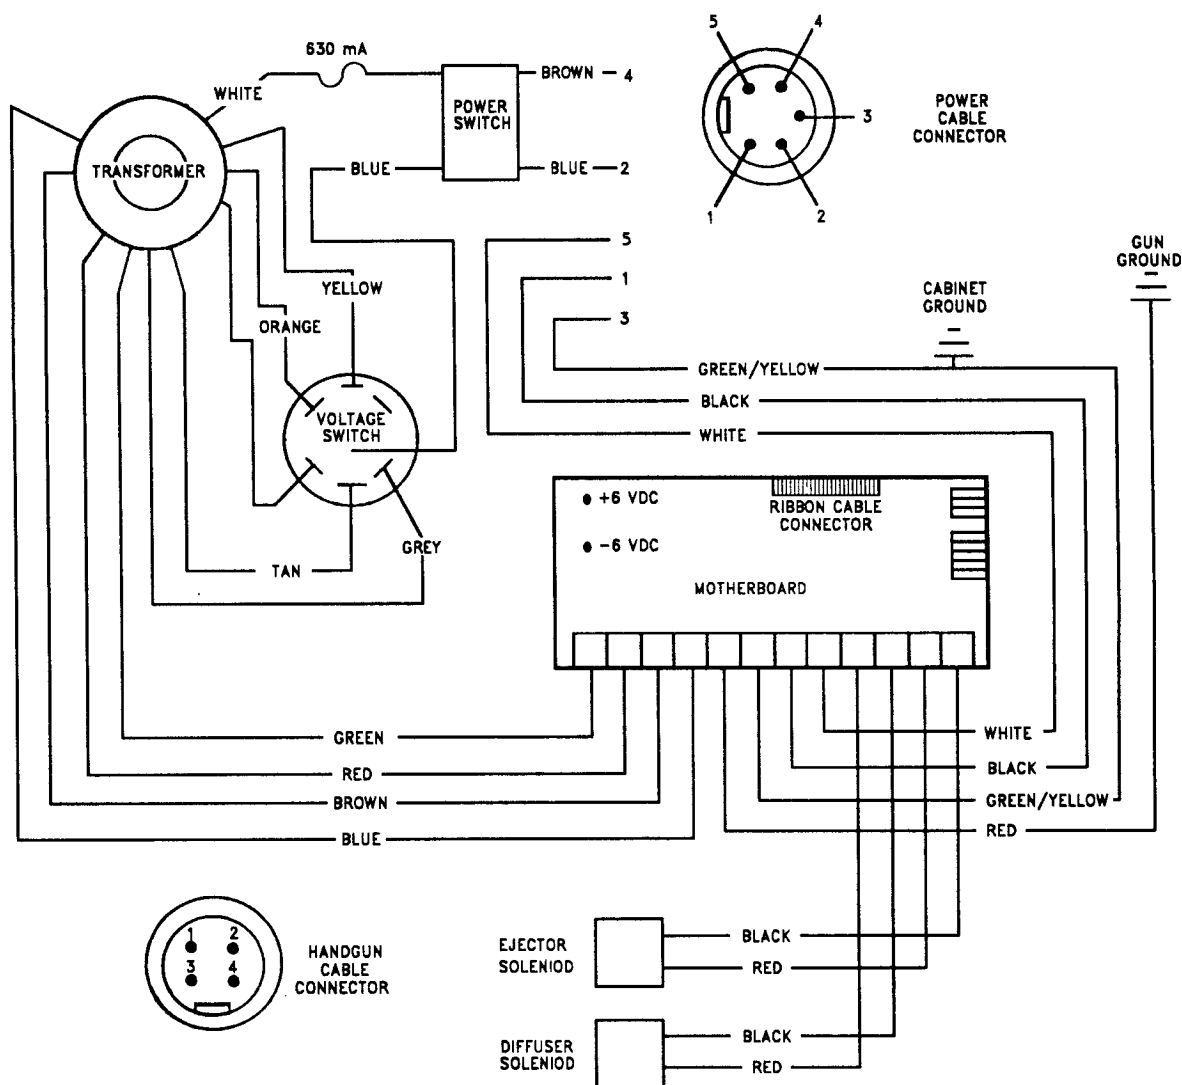 630 mA
WHITE
BROWN
4
POWER
SWITCH
BLUE
BLUE
2
TRANSFORMER
5
4
3
1
2
POWER
CABLE
CONNECTOR
5
1
3
YELLOW
ORANGE
VOLTAGE
SWITCH
GREY
TAN
GUN
GROUND
CABINET
GROUND
GREEN/YELLOW
BLACK
WHITE
+6 VDC
-6 VDC
RIBBON CABLE
CONNECTOR
MOTHERBOARD
GREEN
RED
BROWN
BLUE
WHITE
BLACK
GREEN/YELLOW
RED
1
2
3
4
HANDGUN
CABLE
CONNECTOR
EJECTOR
SOLENIOD
BLACK
RED
DIFFUSER
SOLENIOD
BLACK
RED